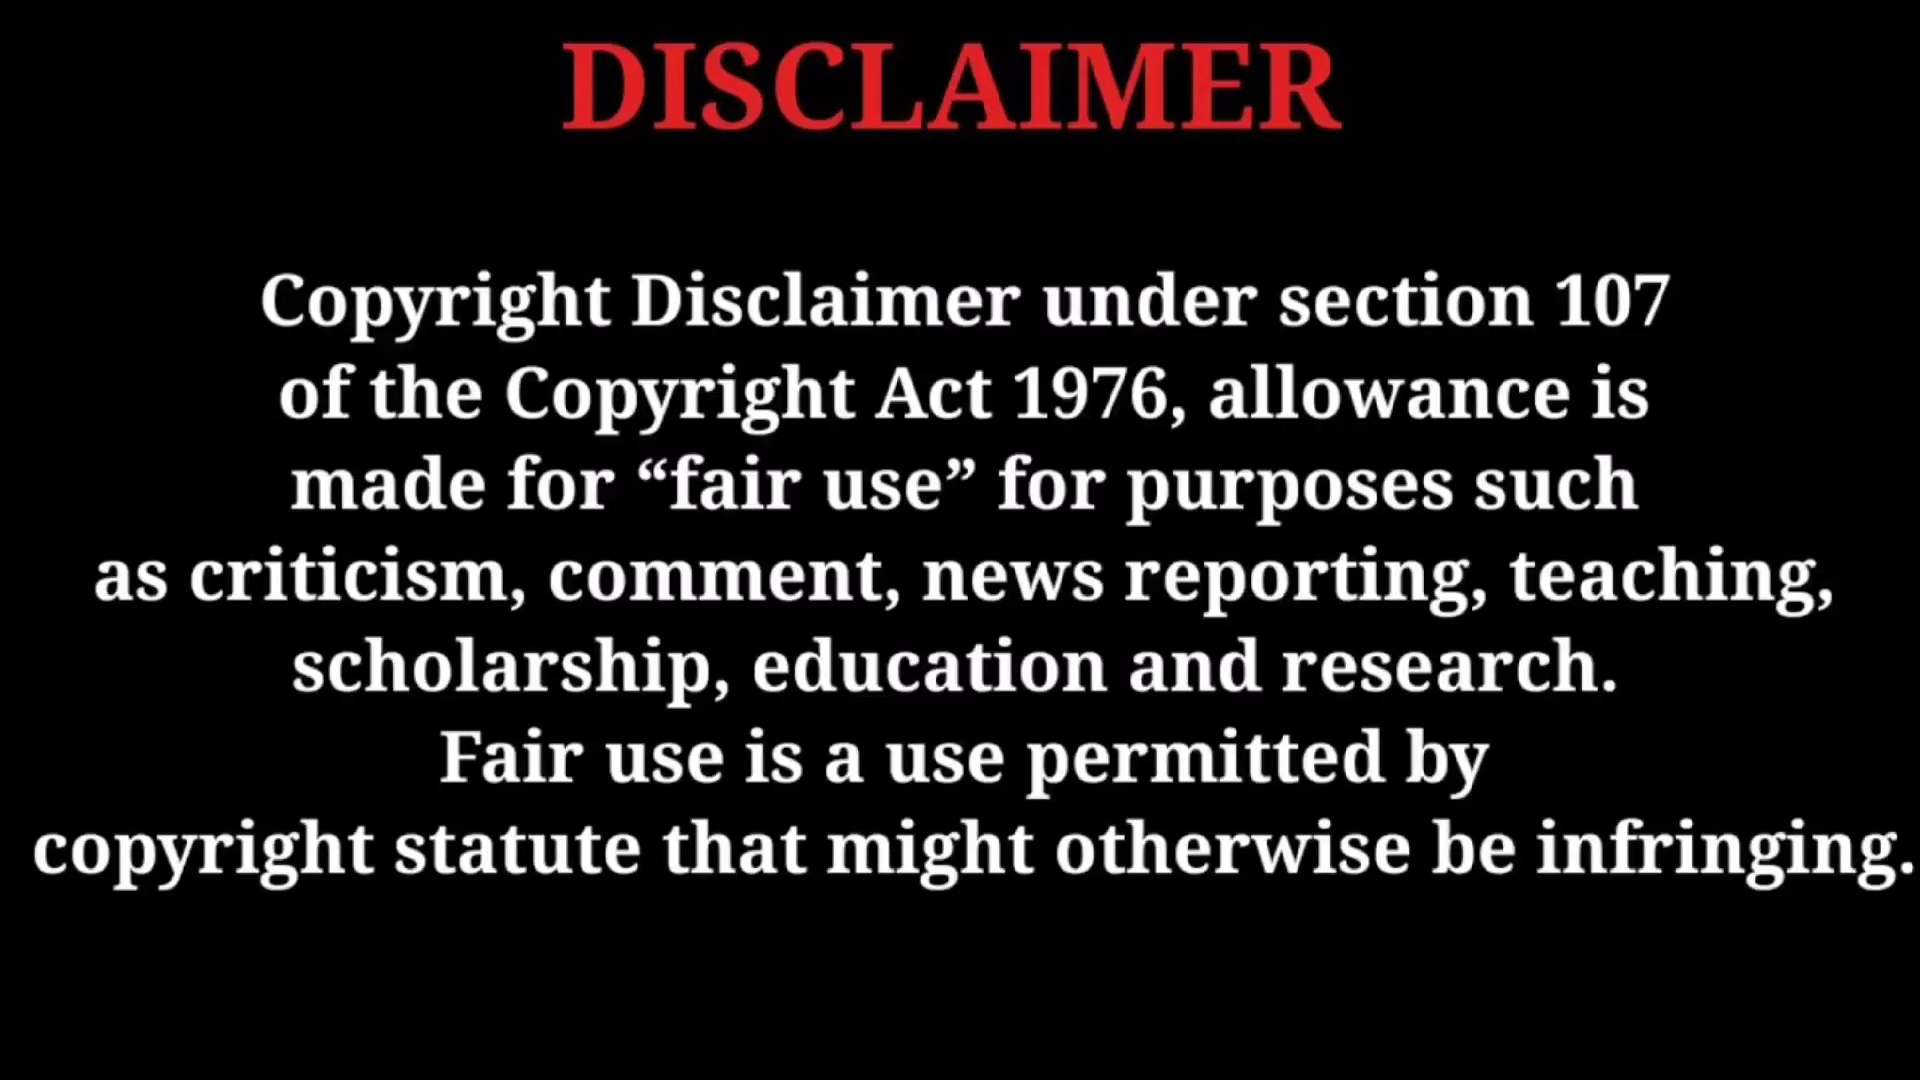 DISCLAIMER
Copyright Disclaimer under section 107
of the Copyright Act 1976, allowance is
made for “fair use” for purposes such
as criticism, comment, news reporting, teaching,
scholarship, education and research.
Fair use is a use permitted by
copyright statute that might otherwise be infringing.